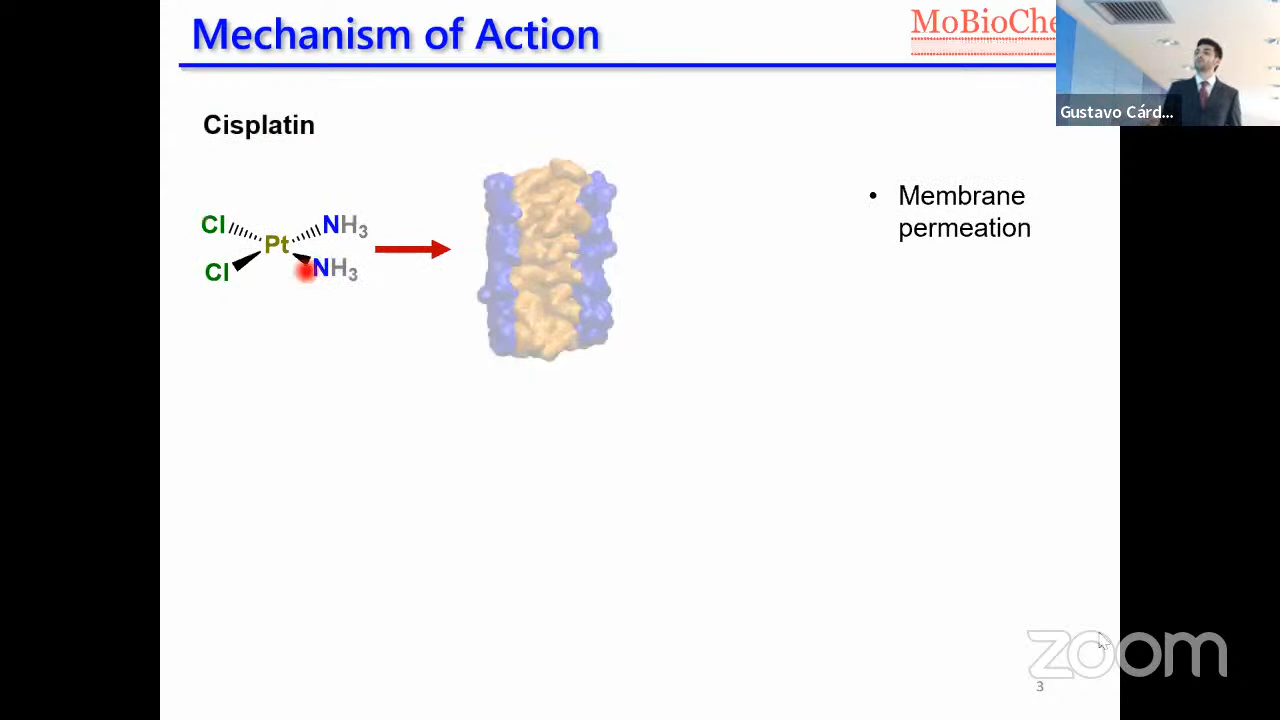 Mechanism of Action
MoBioChe
Gustavo Cárd...
Cisplatin
Cl
NH3
Pt
Cl
NH3
• Membrane
permeation
zoom
3